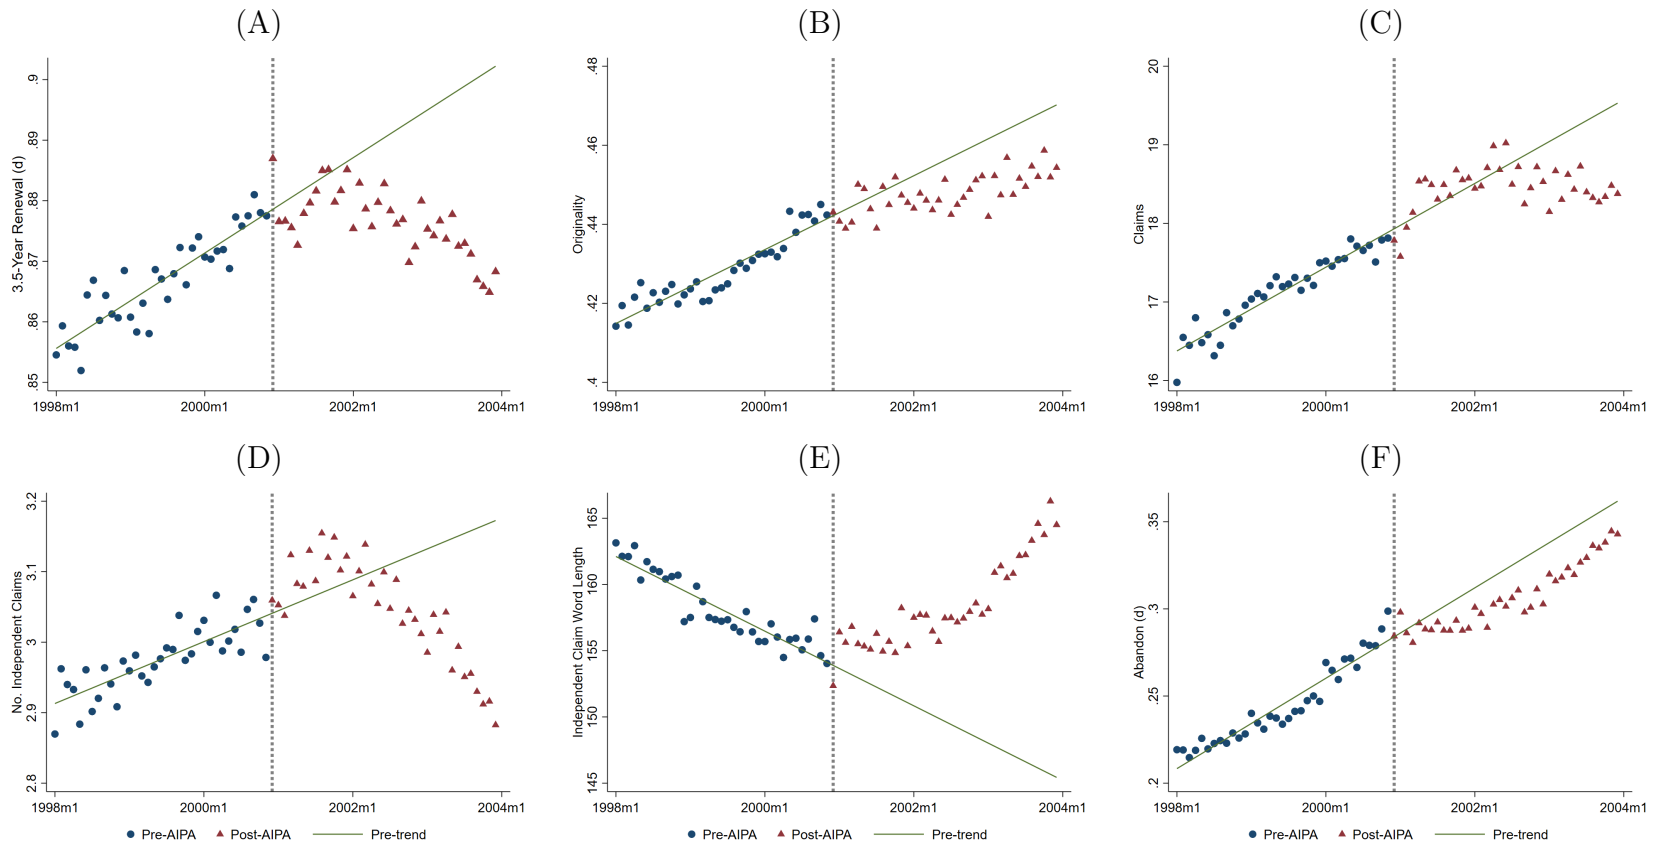 (A)
(B)
(C)
3.5-Year Renewal (d)
.9
.89
.88
.87
.86
.85
1998m1
2000m1
2002m1
2004m1
Originality
.48
.46
.44
.42
.4
1998m1
2000m1
2002m1
2004m1
Claims
20
19
18
17
16
1998m1
2000m1
2002m1
2004m1
(D)
(E)
(F)
No. Independent Claims
3.2
3.1
3
2.9
2.8
1998m1
2000m1
2002m1
2004m1
Pre-AIPA
Post-AIPA
Pre-trend
Independent Claim Word Length
165
160
155
150
145
1998m1
2000m1
2002m1
2004m1
Pre-AIPA
Post-AIPA
Pre-trend
Abandon (d)
.35
.3
.25
.2
1998m1
2000m1
2002m1
2004m1
Pre-AIPA
Post-AIPA
Pre-trend